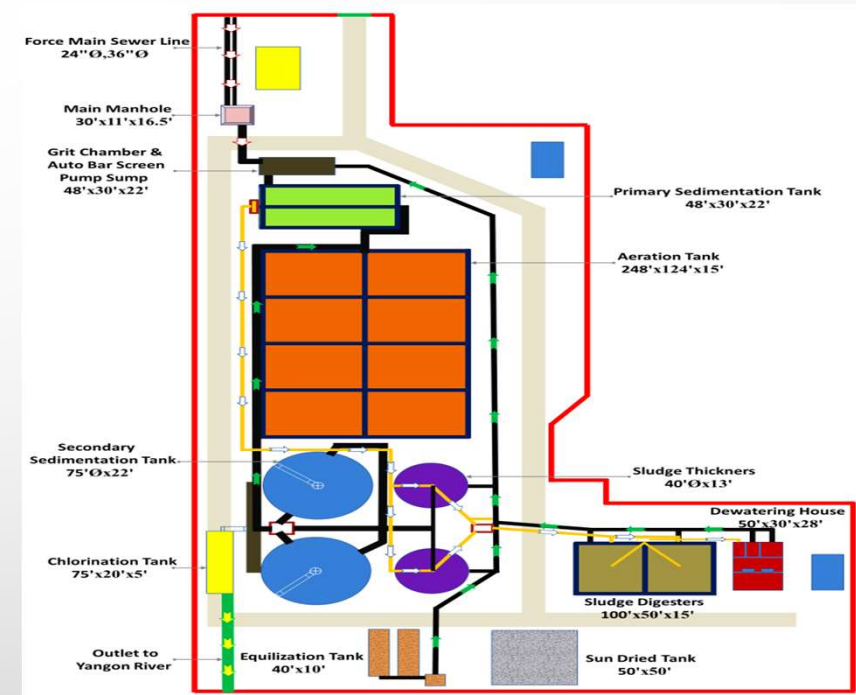 Force Main Sewer Line
24"Ø,36"Ø
Main Manhole
30'x11'x16.5'
Grit Chamber &
Auto Bar Screen
Pump Sump
48'x30'x22'
Primary Sedimentation Tank
48'x30'x22'
Aeration Tank
248'x124'x15'
Secondary
Sedimentation Tank
75'Øx22'
Sludge Thickners
40'Øx13'
Dewatering House
50'x30'x28'
Chlorination Tank
75'x20'x5'
Sludge Digesters
100'x50'x15'
Outlet to
Yangon River
Equilization Tank
40'x10'
Sun Dried Tank
50'x50'